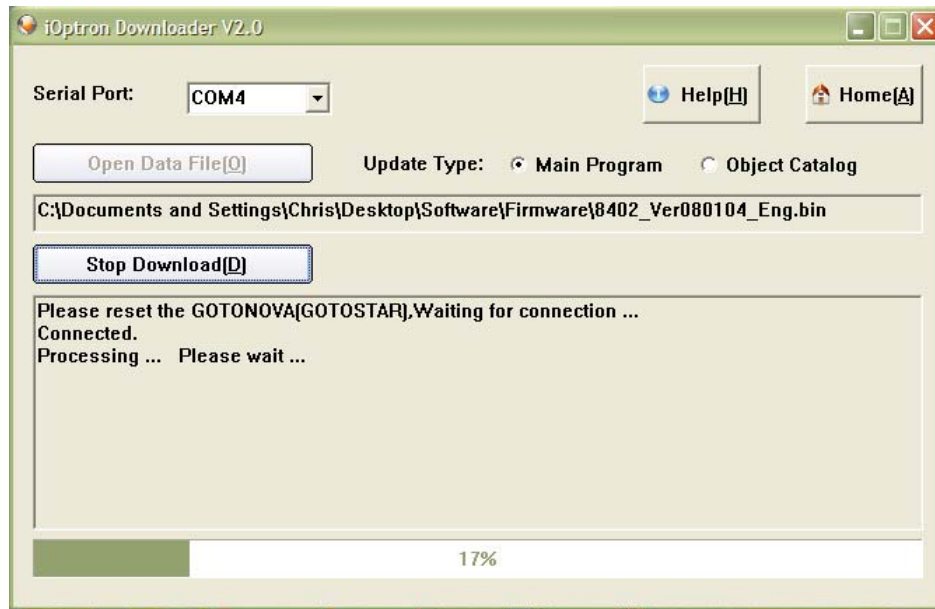 iOptron Downloader V2.0
Serial Port: COM4 Help(H) Home(A)
Open Data File(O) Update Type: Main Program Object Catalog
C:\Documents and Settings\Chris\Desktop\Software\Firmware\8402_Ver080104_Eng.bin
Stop Download(D)
Please reset the GOTONOVA(GOTOSTAR),Waiting for connection ...
Connected.
Processing ... Please wait ...
17%